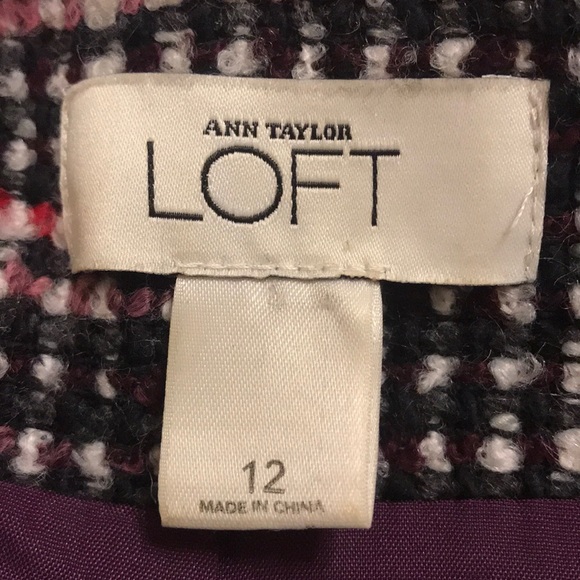 ANN TAYLOR
LOFT
12
MADE IN CHINA